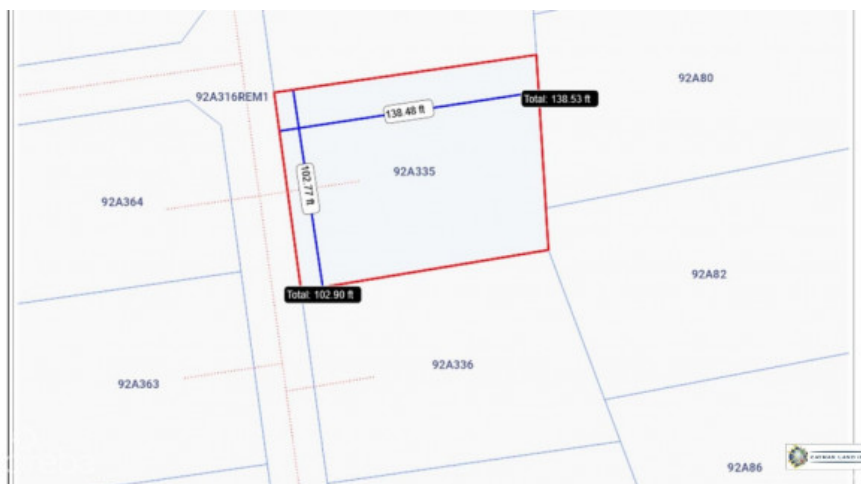 92A80
92A316REM1
Total: 138.53 ft
138.48 ft
92A335
102.77 ft
92A364
92A82
Total: 102.90 ft
92A336
92A363
92A86